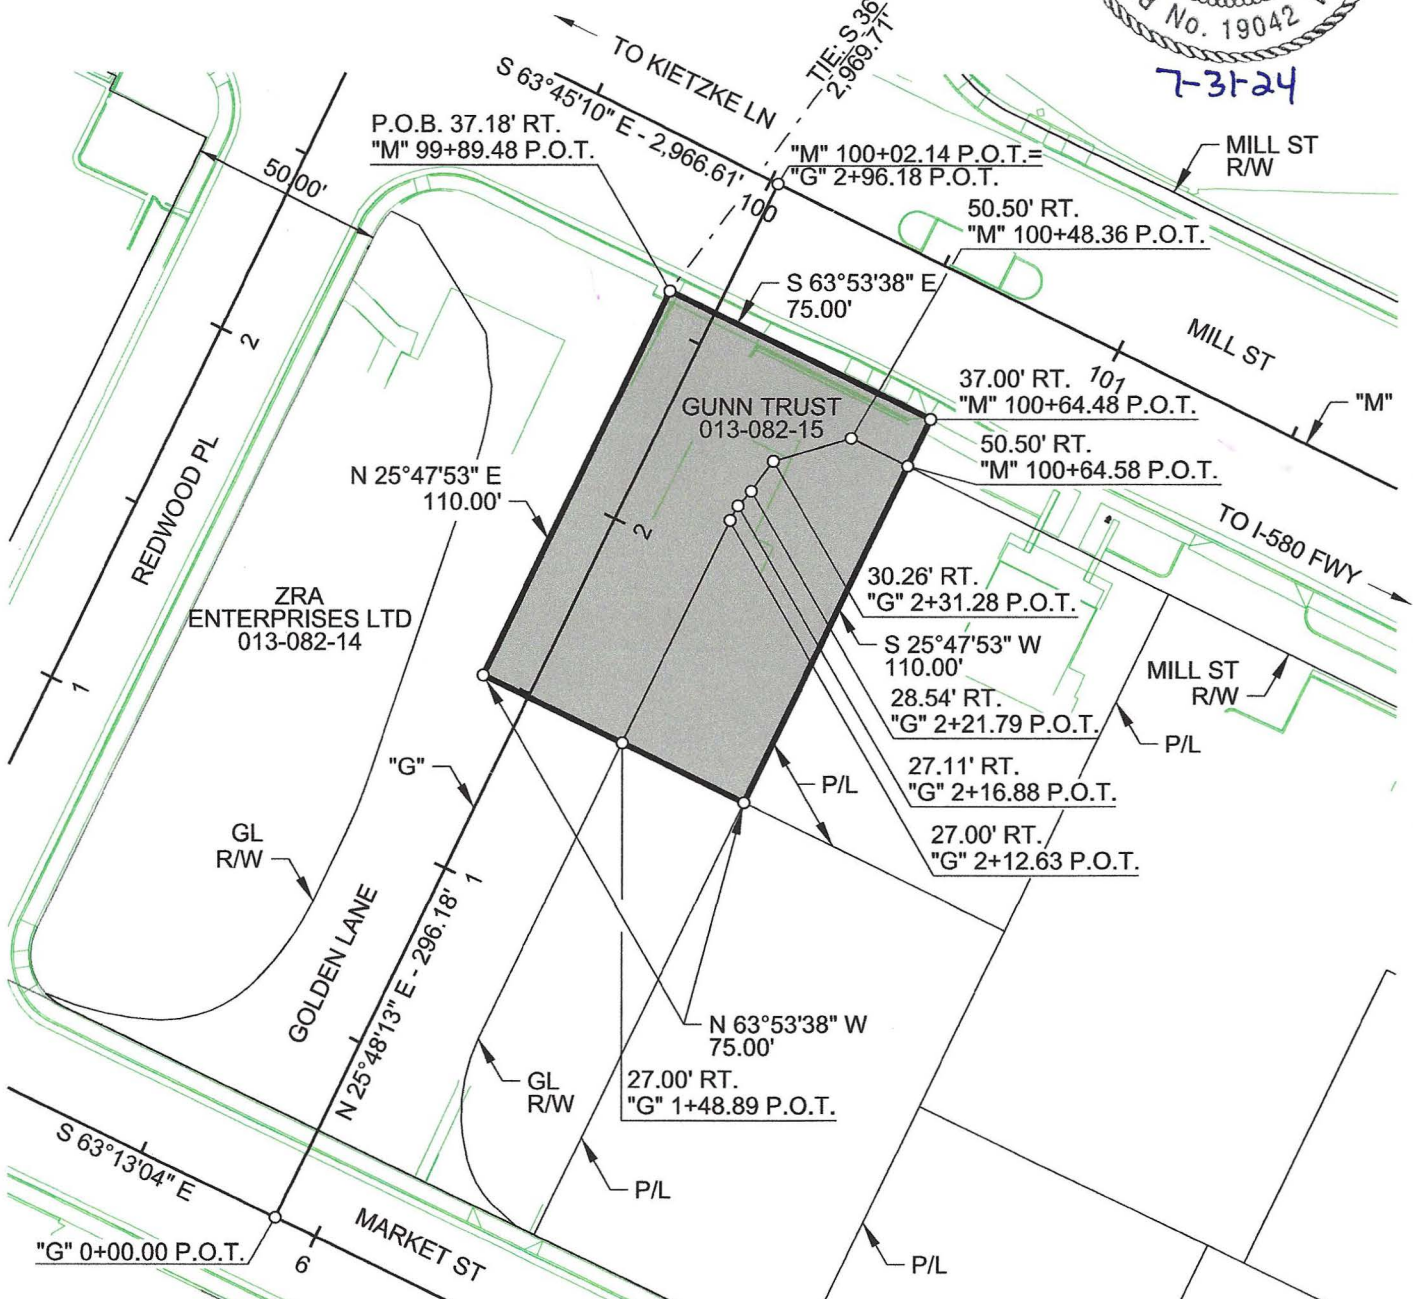 No. 19042
7-31-24
TIE: S 36
2,969.71'
TO KIETZKE LN
S 63°45'10" E - 2,966.61'
P.O.B. 37.18' RT.
"M" 99+89.48 P.O.T.
50.00'
"M" 100+02.14 P.O.T.=
"G" 2+96.18 P.O.T.
100
MILL ST
R/W
50.50' RT.
"M" 100+48.36 P.O.T.
S 63°53'38" E
75.00'
MILL ST
2
101
37.00' RT.
"M" 100+64.48 P.O.T.
"M"
GUNN TRUST
013-082-15
50.50' RT.
"M" 100+64.58 P.O.T.
N 25°47'53" E
110.00'
REDWOOD PL
2
TO I-580 FWY
30.26' RT.
"G" 2+31.28 P.O.T.
ZRA
ENTERPRISES LTD
013-082-14
S 25°47'53" W
110.00'
MILL ST
R/W
1
28.54' RT.
"G" 2+21.79 P.O.T.
P/L
"G"
P/L
27.11' RT.
"G" 2+16.88 P.O.T.
GL
R/W
27.00' RT.
"G" 2+12.63 P.O.T.
1
GOLDEN LANE
N 25°48'13" E - 296.18'
N 63°53'38" W
75.00'
GL
R/W
27.00' RT.
"G" 1+48.89 P.O.T.
S 63°13'04" E
P/L
MARKET ST
"G" 0+00.00 P.O.T.
6
P/L